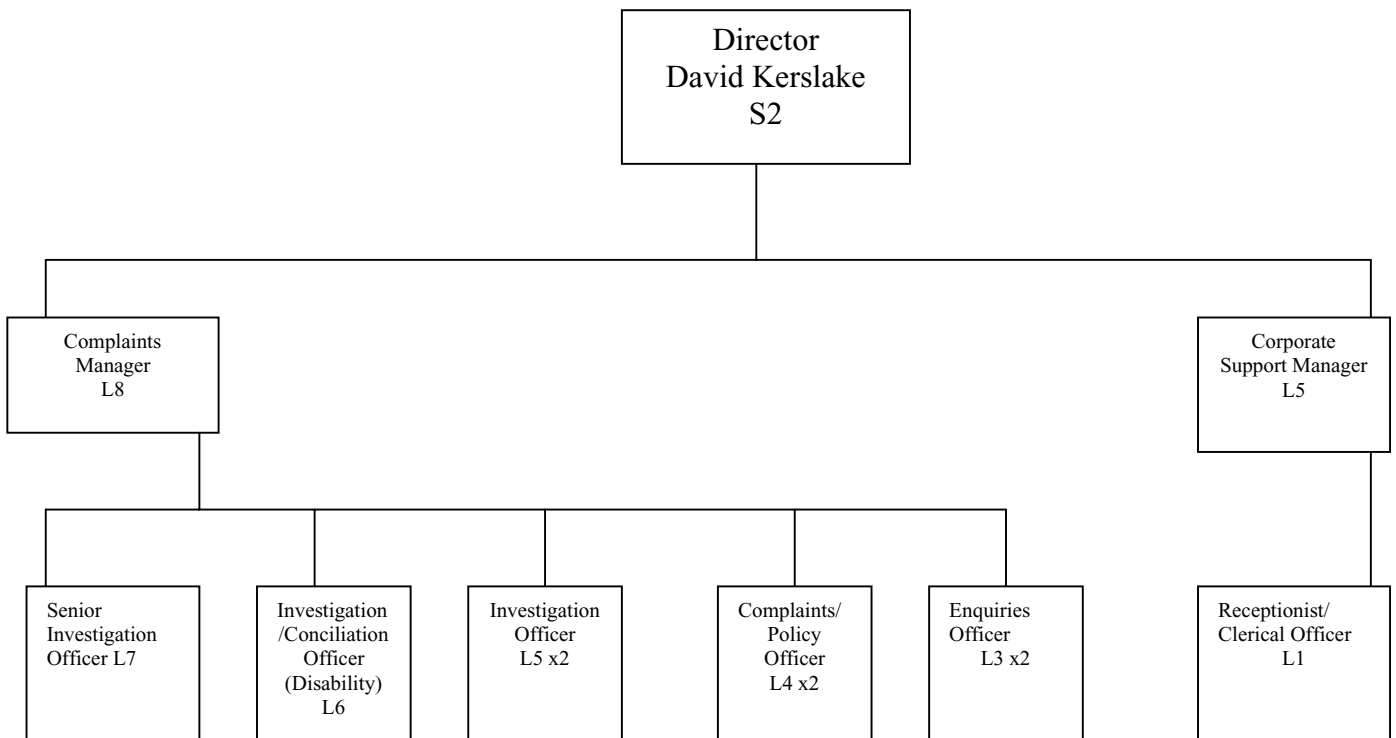 Director
David Kerslake
S2
Complaints
Manager
L8
Corporate
Support Manager
L5
Senior
Investigation
Officer L7
Investigation
/Conciliation
Officer
(Disability)
L6
Investigation
Officer
L5 x2
Complaints/
Policy
Officer
L4 x2
Enquiries
Officer
L3 x2
Receptionist/
Clerical Officer
L1